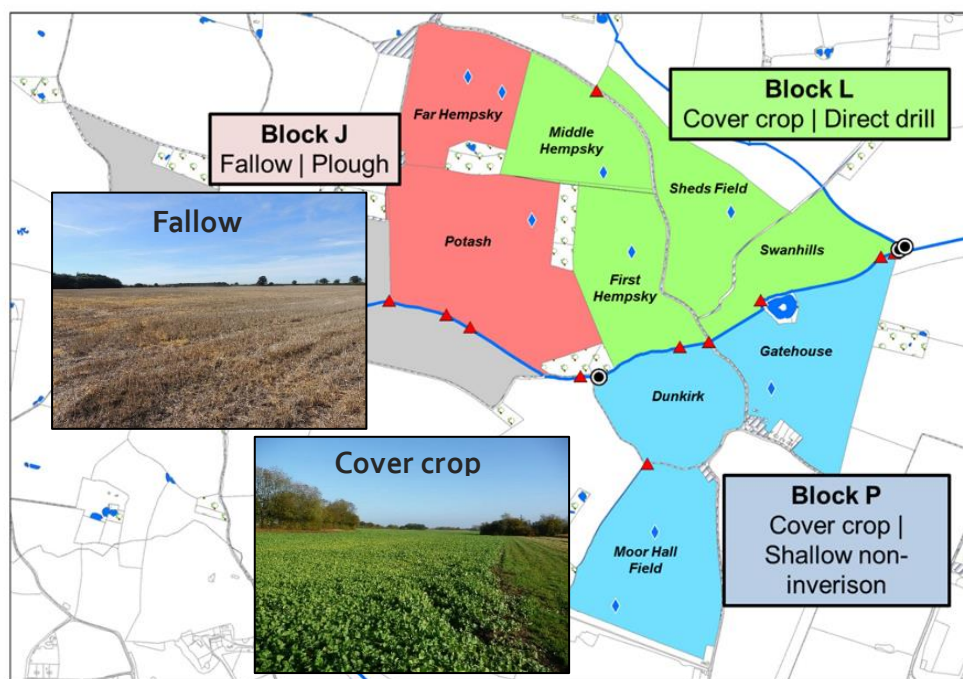 Block J
Fallow | Plough
Block L
Cover crop | Direct drill
Far Hempsky
Middle
Hempsky
Sheds Field
Fallow
Potash
Swanhills
First
Hempsky
Gatehouse
Dunkirk
Cover crop
Block P
Cover crop |
Shallow non-
inverison
Moor Hall
Field